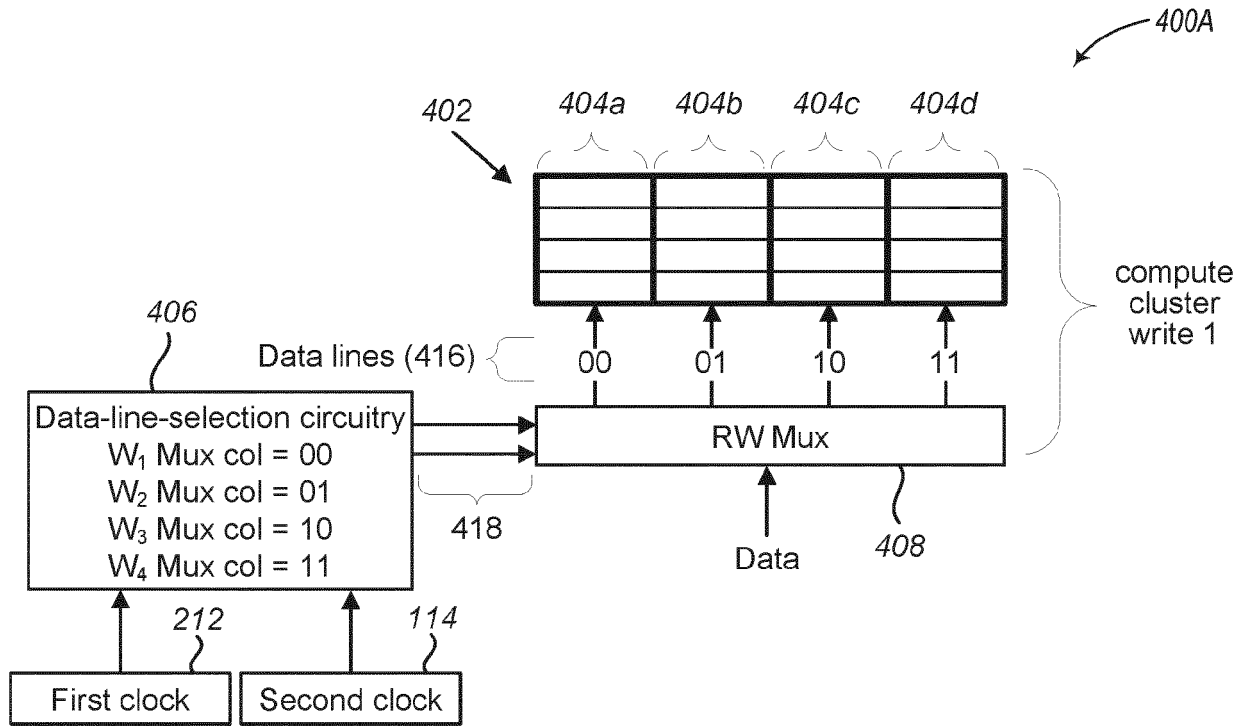 400A
402
404a 404b 404c 404d
compute
cluster
write 1
406
Data lines (416)
00 01 10 11
Data-line-selection circuitry
W₁ Mux col = 00
W₂ Mux col = 01
W₃ Mux col = 10
W₄ Mux col = 11
RW Mux
418
Data
408
212
114
First clock
Second clock